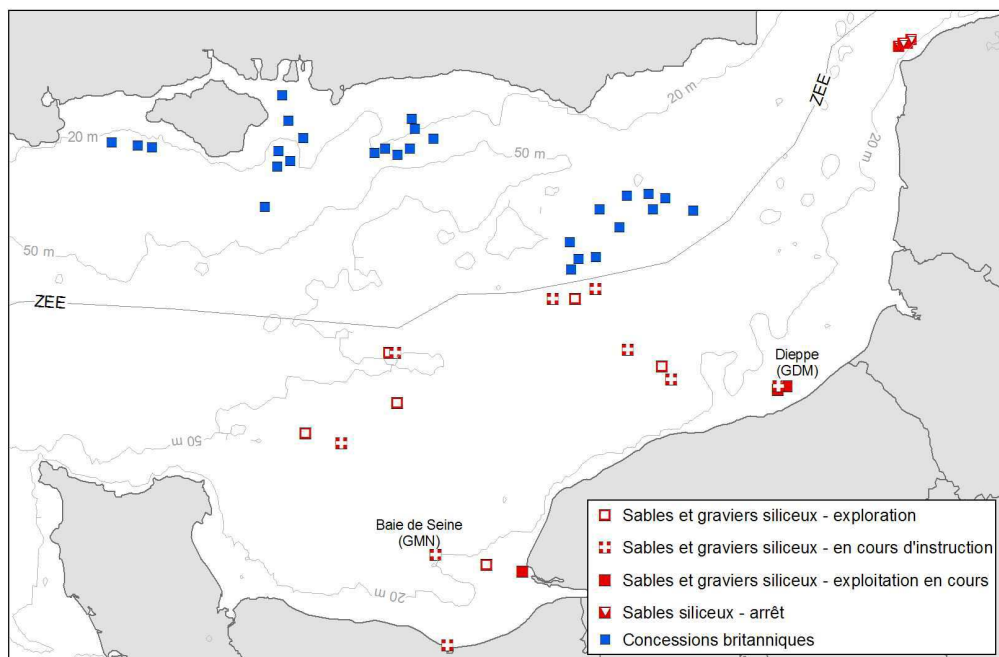 20 m
ZEE
20 m
20 m
50 m
50 m
ZEE
Dieppe
(GDM)
50 m
Baie de Seine
(GMN)
20 m
Sables et graviers siliceux - exploration
Sables et graviers siliceux - en cours d'instruction
Sables et graviers siliceux - exploitation en cours
Sables siliceux - arrêt
Concessions britanniques